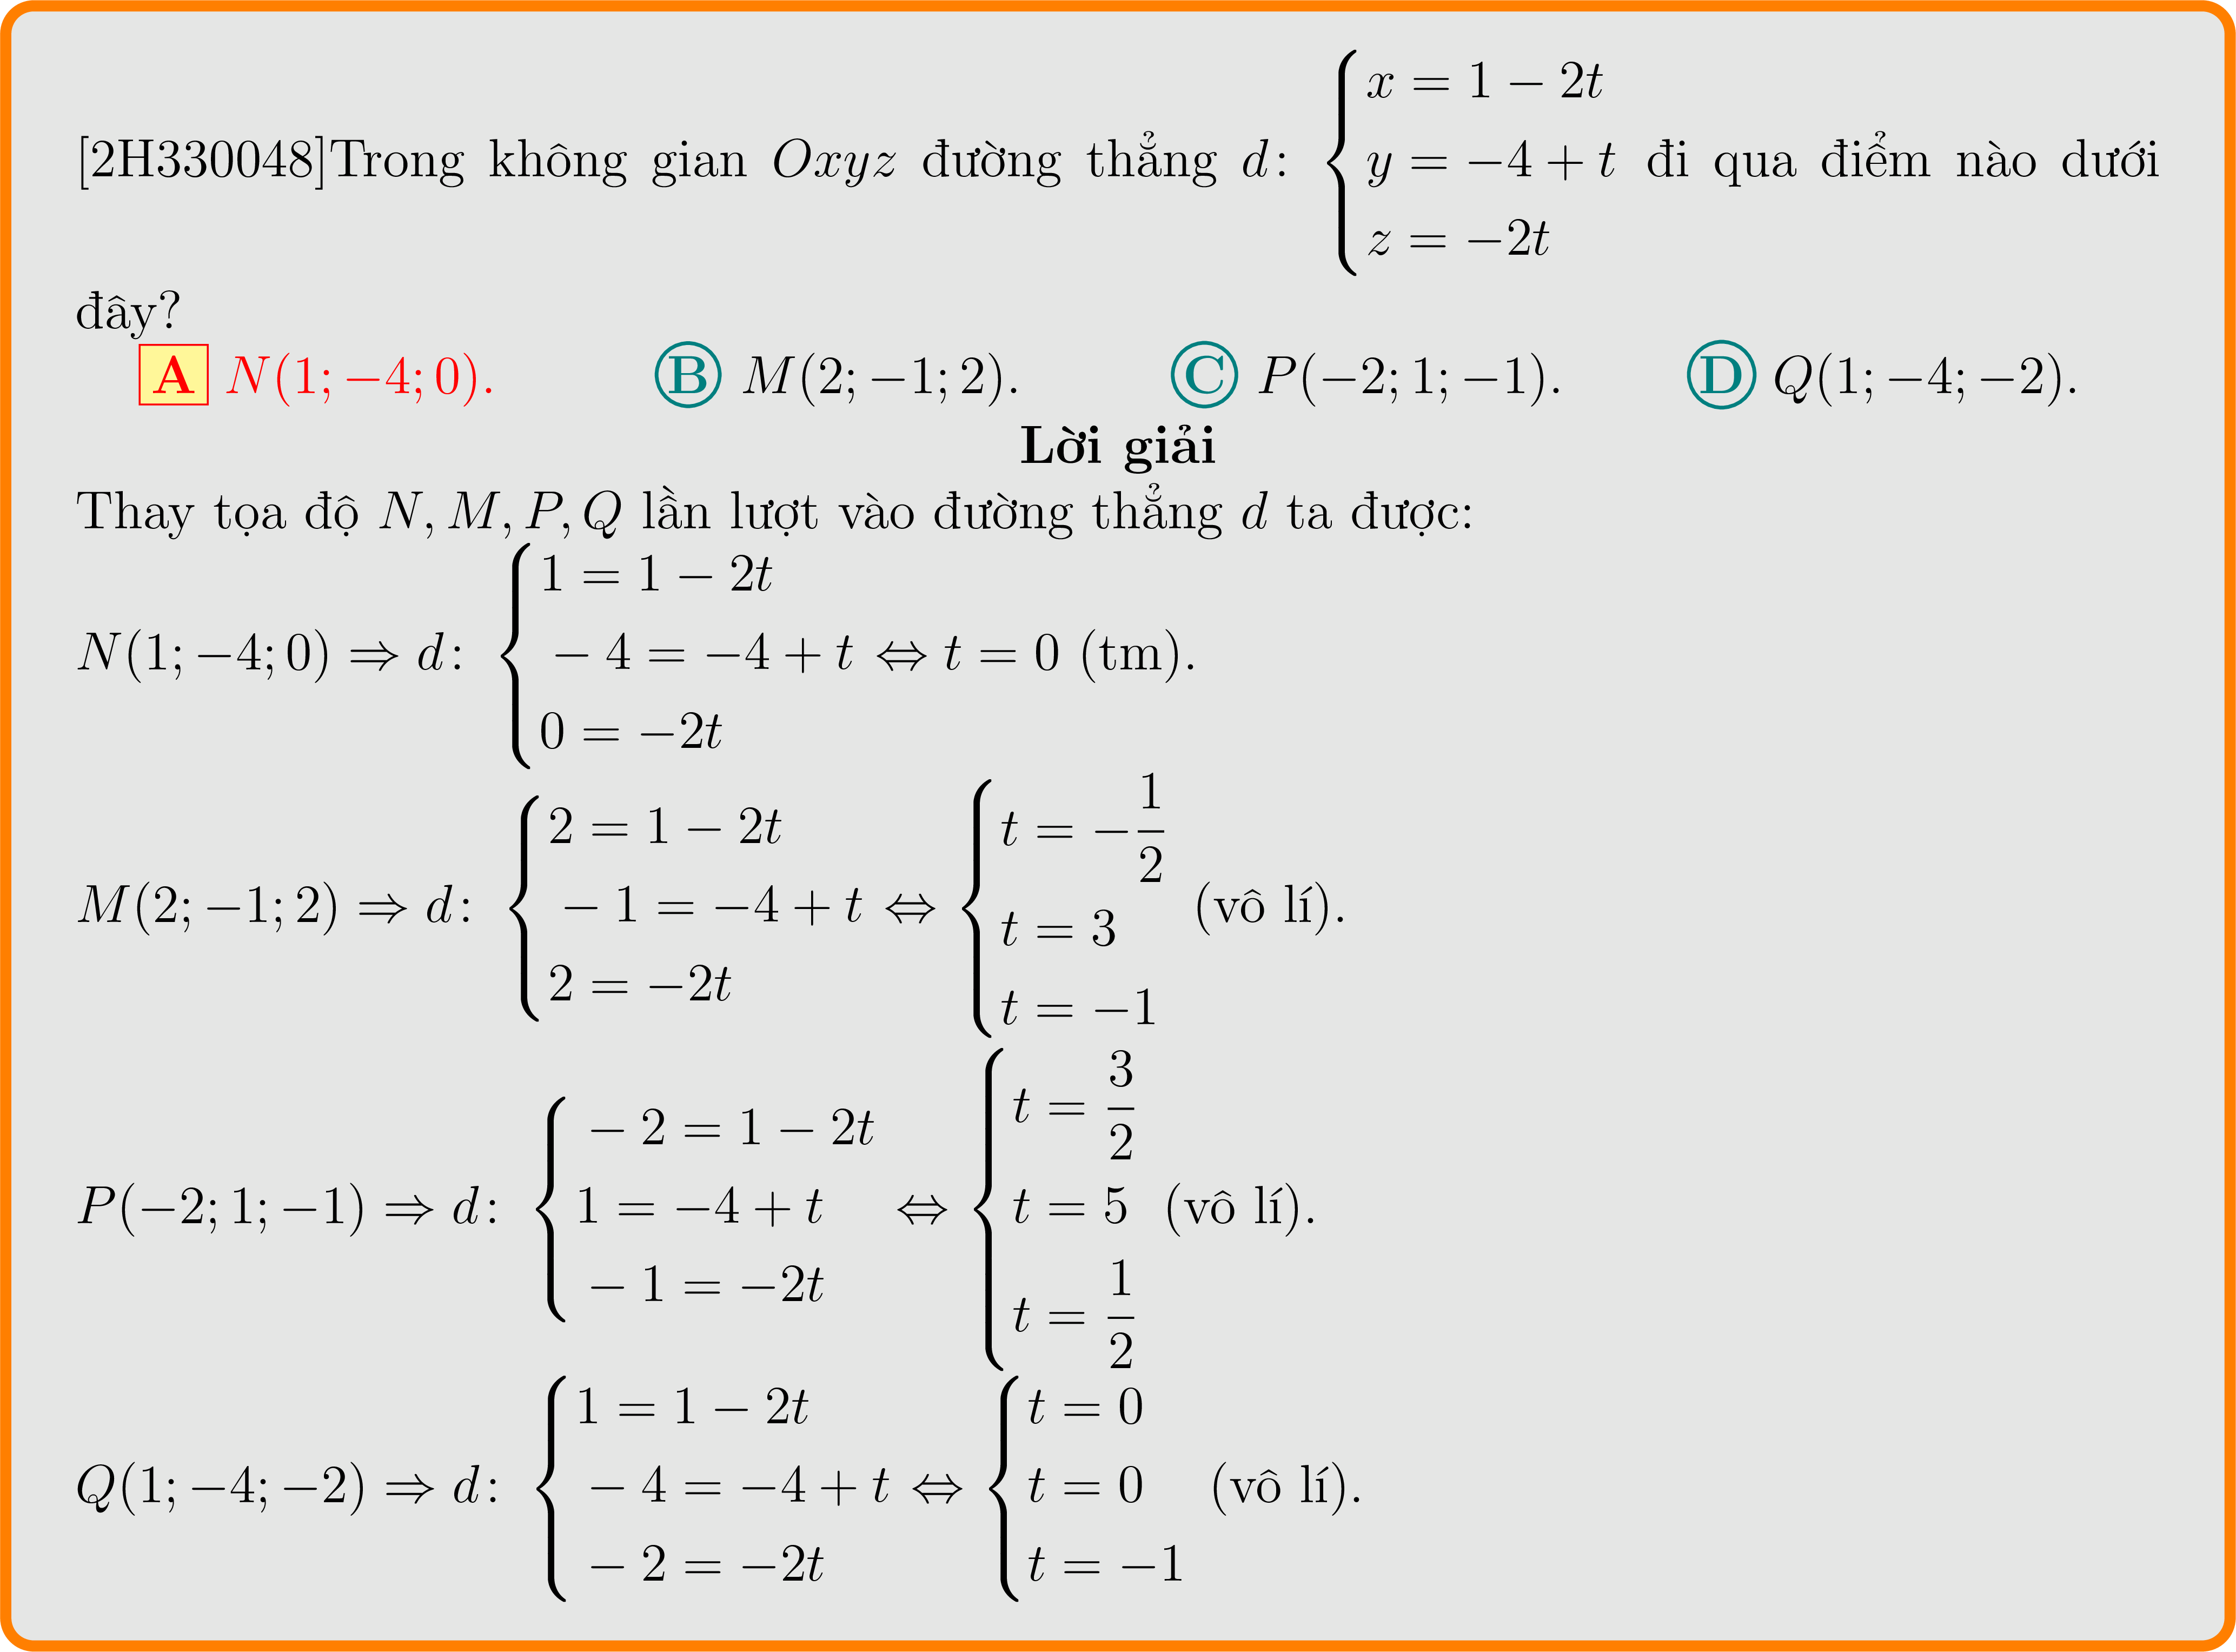 [2H330048]Trong không gian $Oxyz$ đường thẳng $d\colon \begin{cases} x = 1 - 2t \\ y = -4 + t \\ z = -2t \end{cases}$ đi qua điểm nào dưới
đây?
A $N(1; -4; 0)$. B $M(2; -1; 2)$. C $P(-2; 1; -1)$. D $Q(1; -4; -2)$.
Lời giải
Thay tọa độ $N, M, P, Q$ lần lượt vào đường thẳng $d$ ta được:
$N(1; -4; 0) \Rightarrow d\colon \begin{cases} 1 = 1 - 2t \\ -4 = -4 + t \\ 0 = -2t \end{cases} \Leftrightarrow t = 0$ (tm).
$M(2; -1; 2) \Rightarrow d\colon \begin{cases} 2 = 1 - 2t \\ -1 = -4 + t \\ 2 = -2t \end{cases} \Leftrightarrow \begin{cases} t = -\dfrac{1}{2} \\ t = 3 \\ t = -1 \end{cases}$ (vô lí).
$P(-2; 1; -1) \Rightarrow d\colon \begin{cases} -2 = 1 - 2t \\ 1 = -4 + t \\ -1 = -2t \end{cases} \Leftrightarrow \begin{cases} t = \dfrac{3}{2} \\ t = 5 \\ t = \dfrac{1}{2} \end{cases}$ (vô lí).
$Q(1; -4; -2) \Rightarrow d\colon \begin{cases} 1 = 1 - 2t \\ -4 = -4 + t \\ -2 = -2t \end{cases} \Leftrightarrow \begin{cases} t = 0 \\ t = 0 \\ t = -1 \end{cases}$ (vô lí).